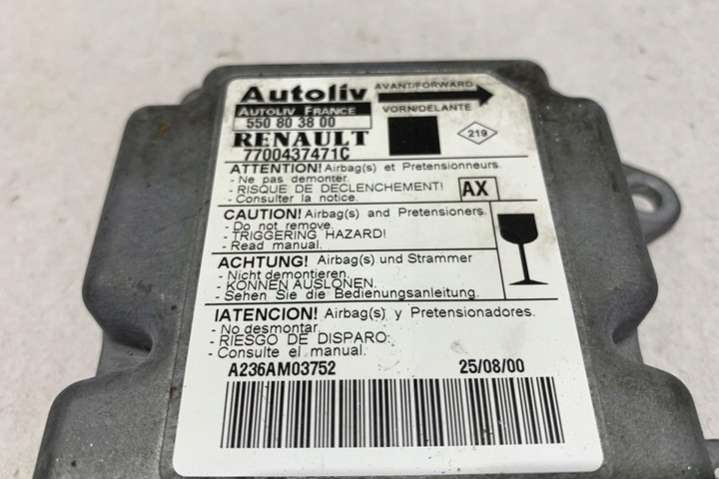 Autoliv
AVANT/FORWARD
AUTOLIV FRANCE
VORN/DELANTE
550 80 38 00
RENAULT
7700437471C
219
ATTENTION! Airbag(s) et Pretensionneurs.
- Ne pas demonter.
- RISQUE DE DECLENCHEMENT!
- Consulter la notice.
AX
CAUTION! Airbag(s) and Pretensioners.
- Do not remove.
- TRIGGERING HAZARD!
- Read manual.
ACHTUNG! Airbag(s) und Strammer
- Nicht demontieren.
- KONNEN AUSLONEN.
- Sehen Sie die Bedienungsanleitung.
IATENCION! Airbag(s) y Pretensionadores.
- No desmontar
- RIESGO DE DISPARO:
- Consulte el manual.
A236AM03752 25/08/00